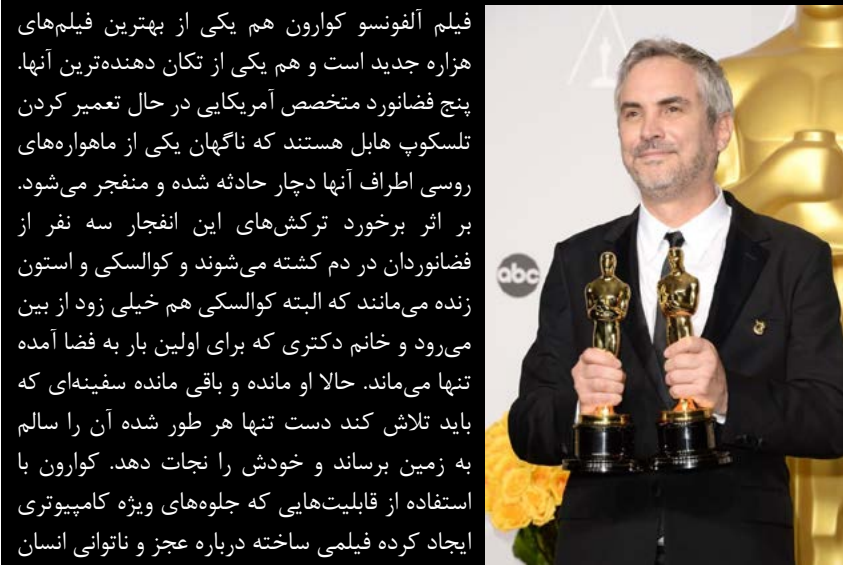 فیلم آلفونسو کوارون هم یکی از بهترین فیلم‌های
هزاره جدید است و هم یکی از تکان دهنده‌ترین آنها.
پنج فضانورد متخصص آمریکایی در حال تعمیر کردن
تلسکوپ هابل هستند که ناگهان یکی از ماهواره‌های
روسی اطراف آنها دچار حادثه شده و منفجر می‌شود.
بر اثر برخورد ترکش‌های این انفجار سه نفر از
فضانوردان در دم کشته می‌شوند و کوالسکی و استون
زنده می‌مانند که البته کوالسکی هم خیلی زود از بین
می‌رود و خانم دکتری که برای اولین بار به فضا آمده
تنها می‌ماند. حالا او مانده و باقی مانده سفینه‌ای که
باید تلاش کند دست تنها هر طور شده آن را سالم
به زمین برساند و خودش را نجات دهد. کوارون با
استفاده از قابلیت‌هایی که جلوه‌های ویژه کامپیوتری
ایجاد کرده فیلمی ساخته درباره عجز و ناتوانی انسان
abc